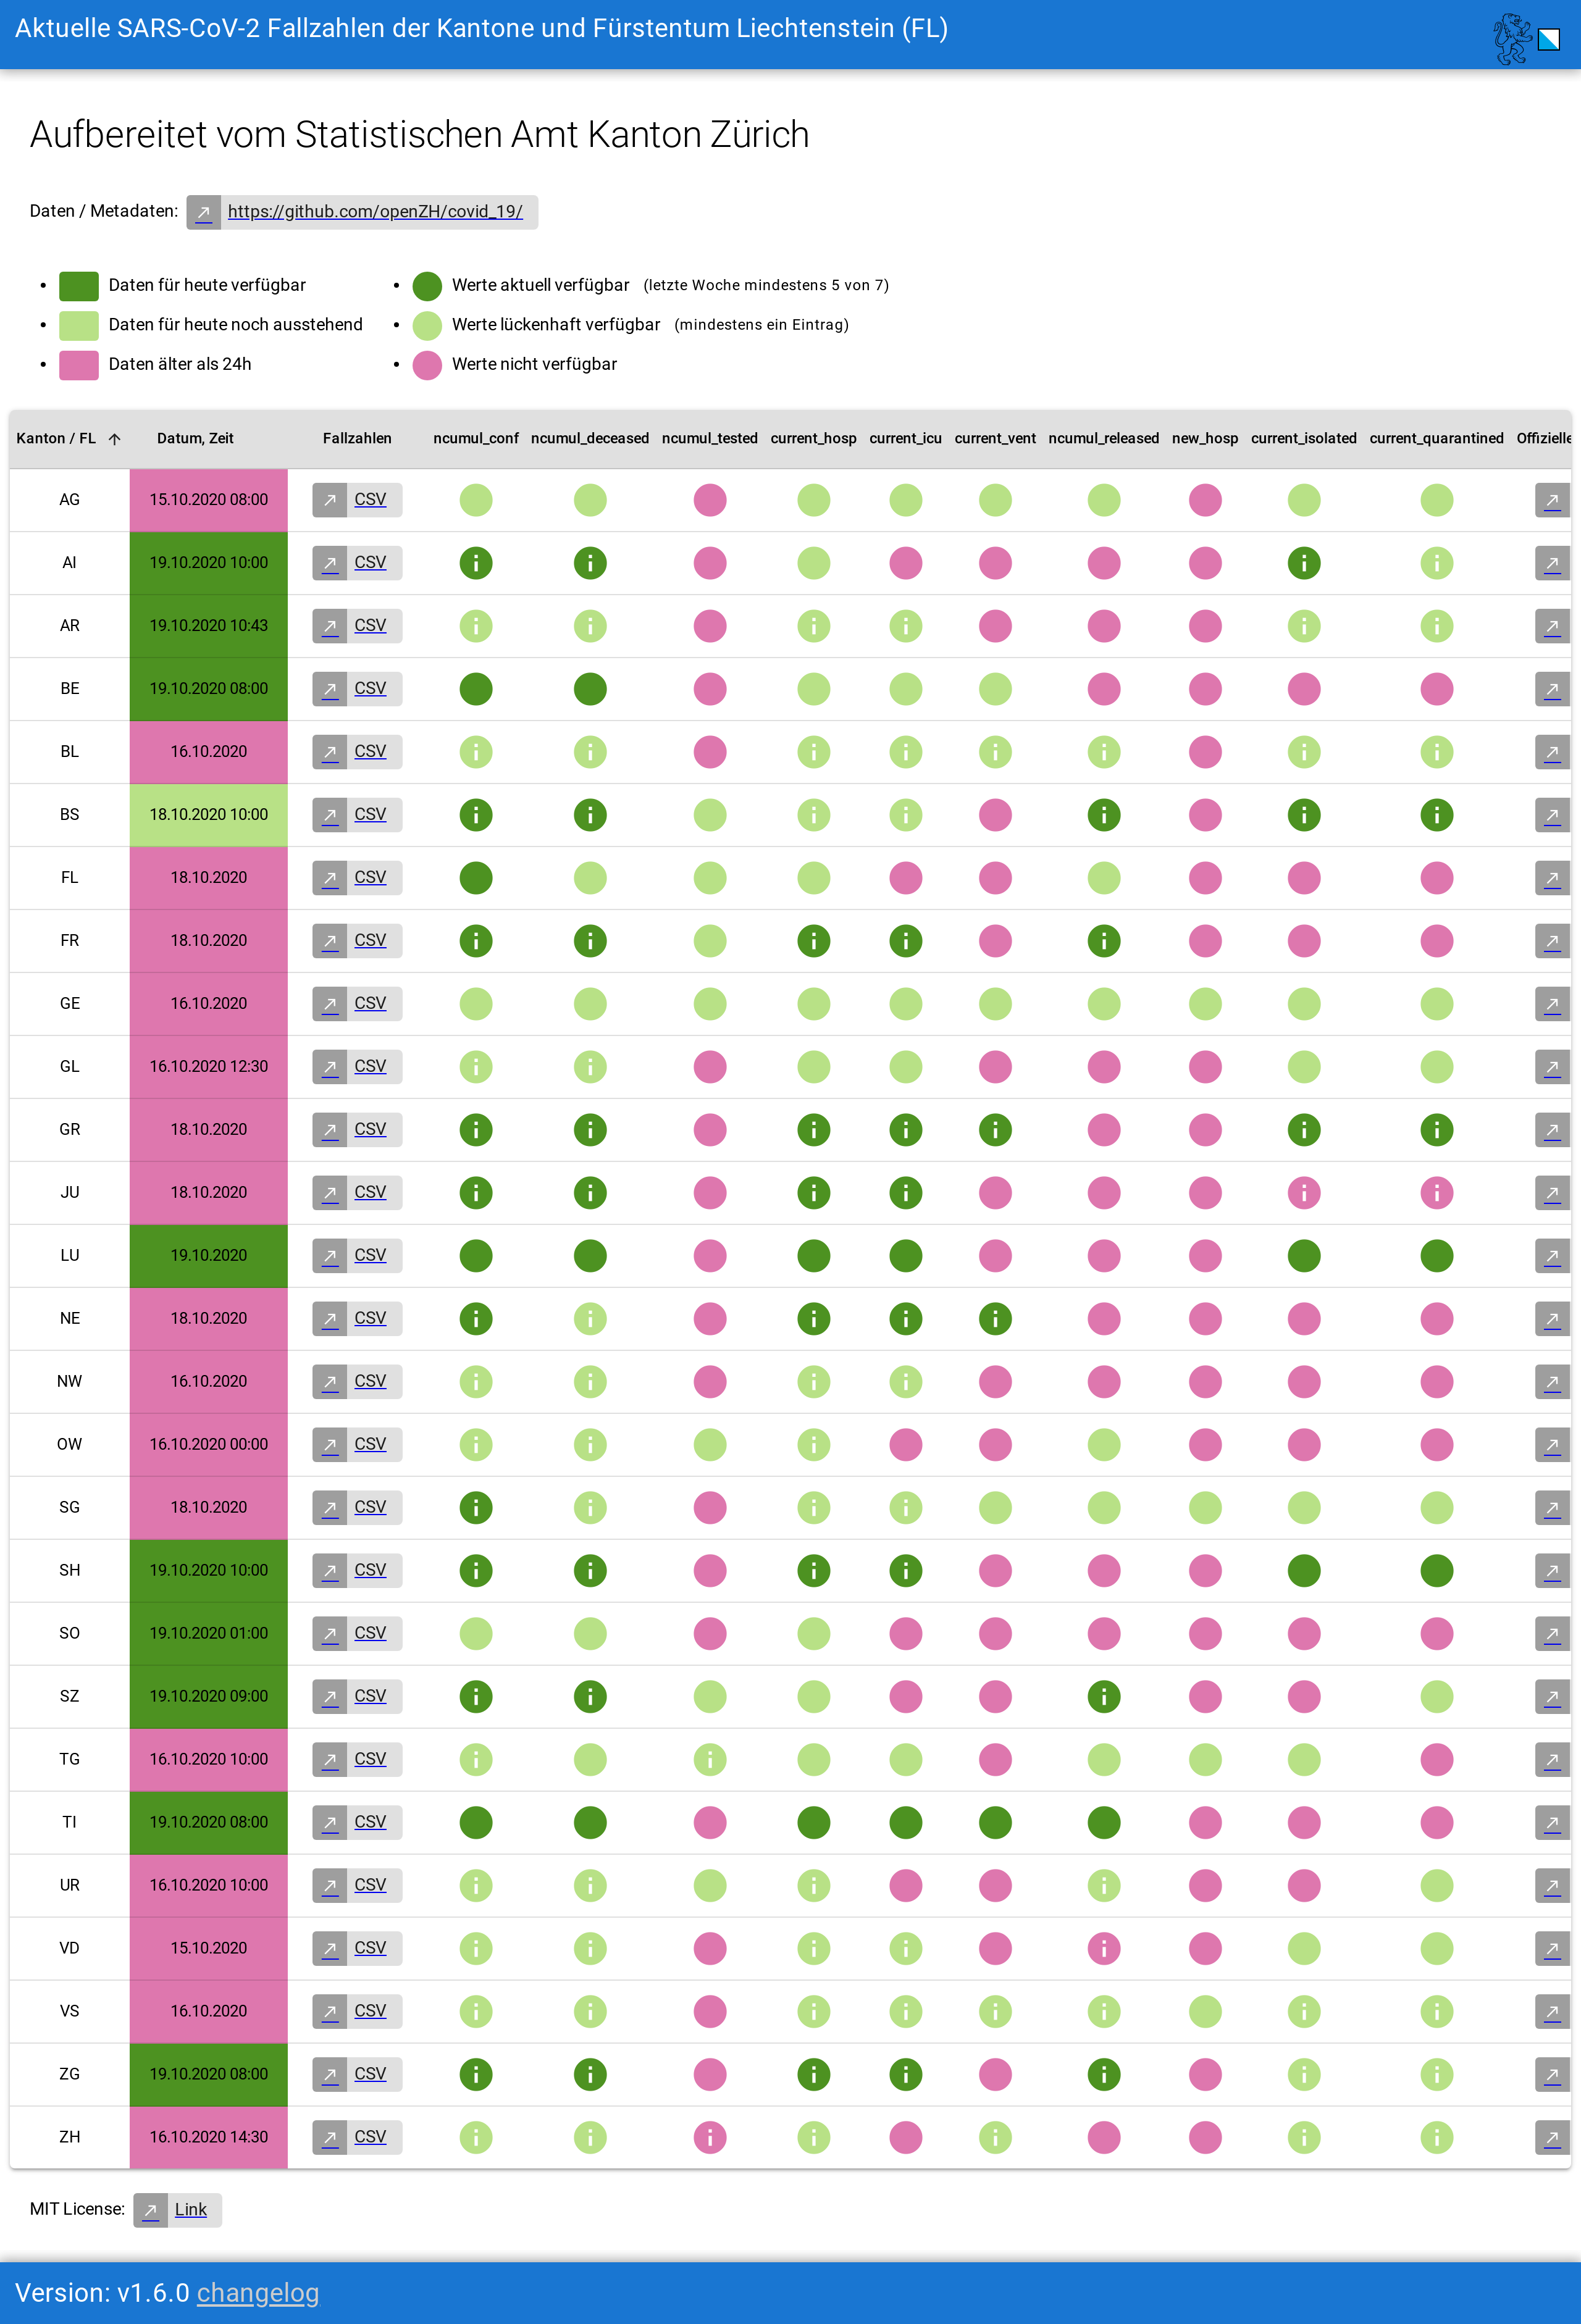 Aktuelle SARS-CoV-2 Fallzahlen der Kantone und Fürstentum Liechtenstein (FL)
Aufbereitet vom Statistischen Amt Kanton Zürich
Daten / Metadaten: https://github.com/openZH/covid_19/
Daten für heute verfügbar
Daten für heute noch ausstehend
Daten älter als 24h
Werte aktuell verfügbar (letzte Woche mindestens 5 von 7)
Werte lückenhaft verfügbar (mindestens ein Eintrag)
Werte nicht verfügbar
Kanton / FL Datum, Zeit Fallzahlen ncumul_conf ncumul_deceased ncumul_tested current_hosp current_icu current_vent ncumul_released new_hosp current_isolated current_quarantined Offizielle
AG 15.10.2020 08:00 CSV
AI 19.10.2020 10:00 CSV
AR 19.10.2020 10:43 CSV
BE 19.10.2020 08:00 CSV
BL 16.10.2020 CSV
BS 18.10.2020 10:00 CSV
FL 18.10.2020 CSV
FR 18.10.2020 CSV
GE 16.10.2020 CSV
GL 16.10.2020 12:30 CSV
GR 18.10.2020 CSV
JU 18.10.2020 CSV
LU 19.10.2020 CSV
NE 18.10.2020 CSV
NW 16.10.2020 CSV
OW 16.10.2020 00:00 CSV
SG 18.10.2020 CSV
SH 19.10.2020 10:00 CSV
SO 19.10.2020 01:00 CSV
SZ 19.10.2020 09:00 CSV
TG 16.10.2020 10:00 CSV
TI 19.10.2020 08:00 CSV
UR 16.10.2020 10:00 CSV
VD 15.10.2020 CSV
VS 16.10.2020 CSV
ZG 19.10.2020 08:00 CSV
ZH 16.10.2020 14:30 CSV
MIT License: Link
Version: v1.6.0 changelog